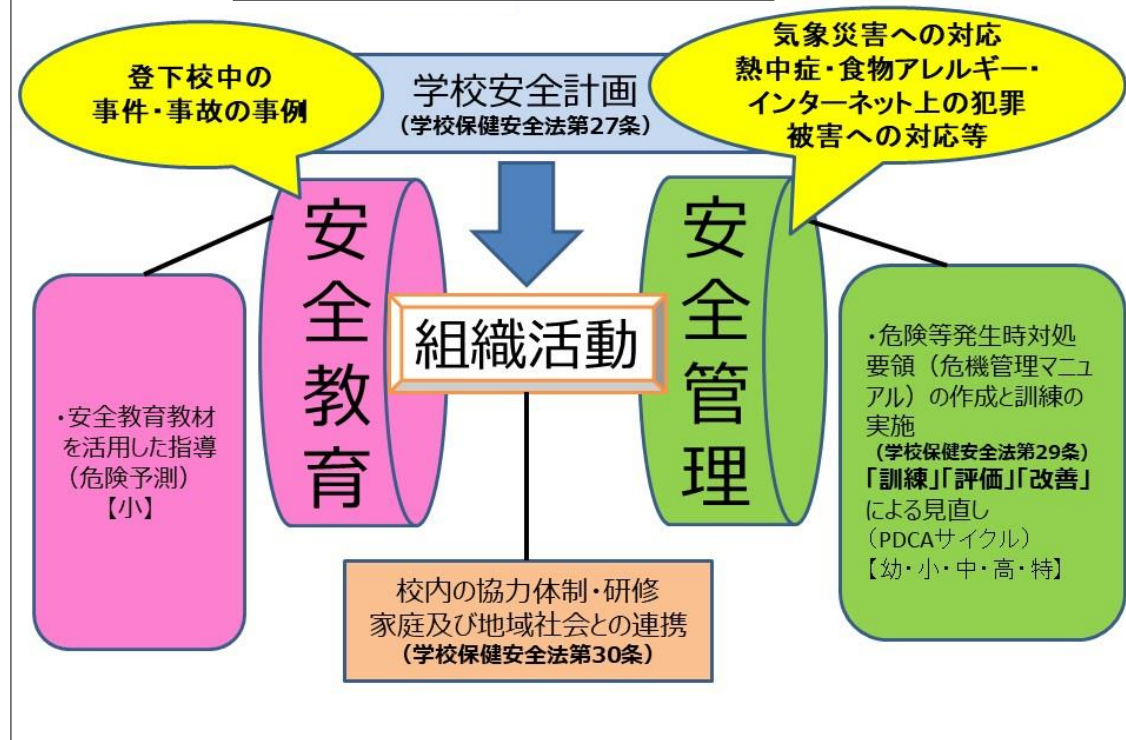 登下校中の
事件・事故の事例
学校安全計画
(学校保健安全法第27条)
気象災害への対応
熱中症・食物アレルギー・
インターネット上の犯罪
被害への対応等
安全教育
組織活動
安全管理
・安全教育教材
を活用した指導
(危険予測)
【小】
・危険等発生時対処
要領(危機管理マニュ
アル)の作成と訓練の
実施
(学校保健安全法第29条)
「訓練」「評価」「改善」
による見直し
(PDCAサイクル)
【幼・小・中・高・特】
校内の協力体制・研修
家庭及び地域社会との連携
(学校保健安全法第30条)